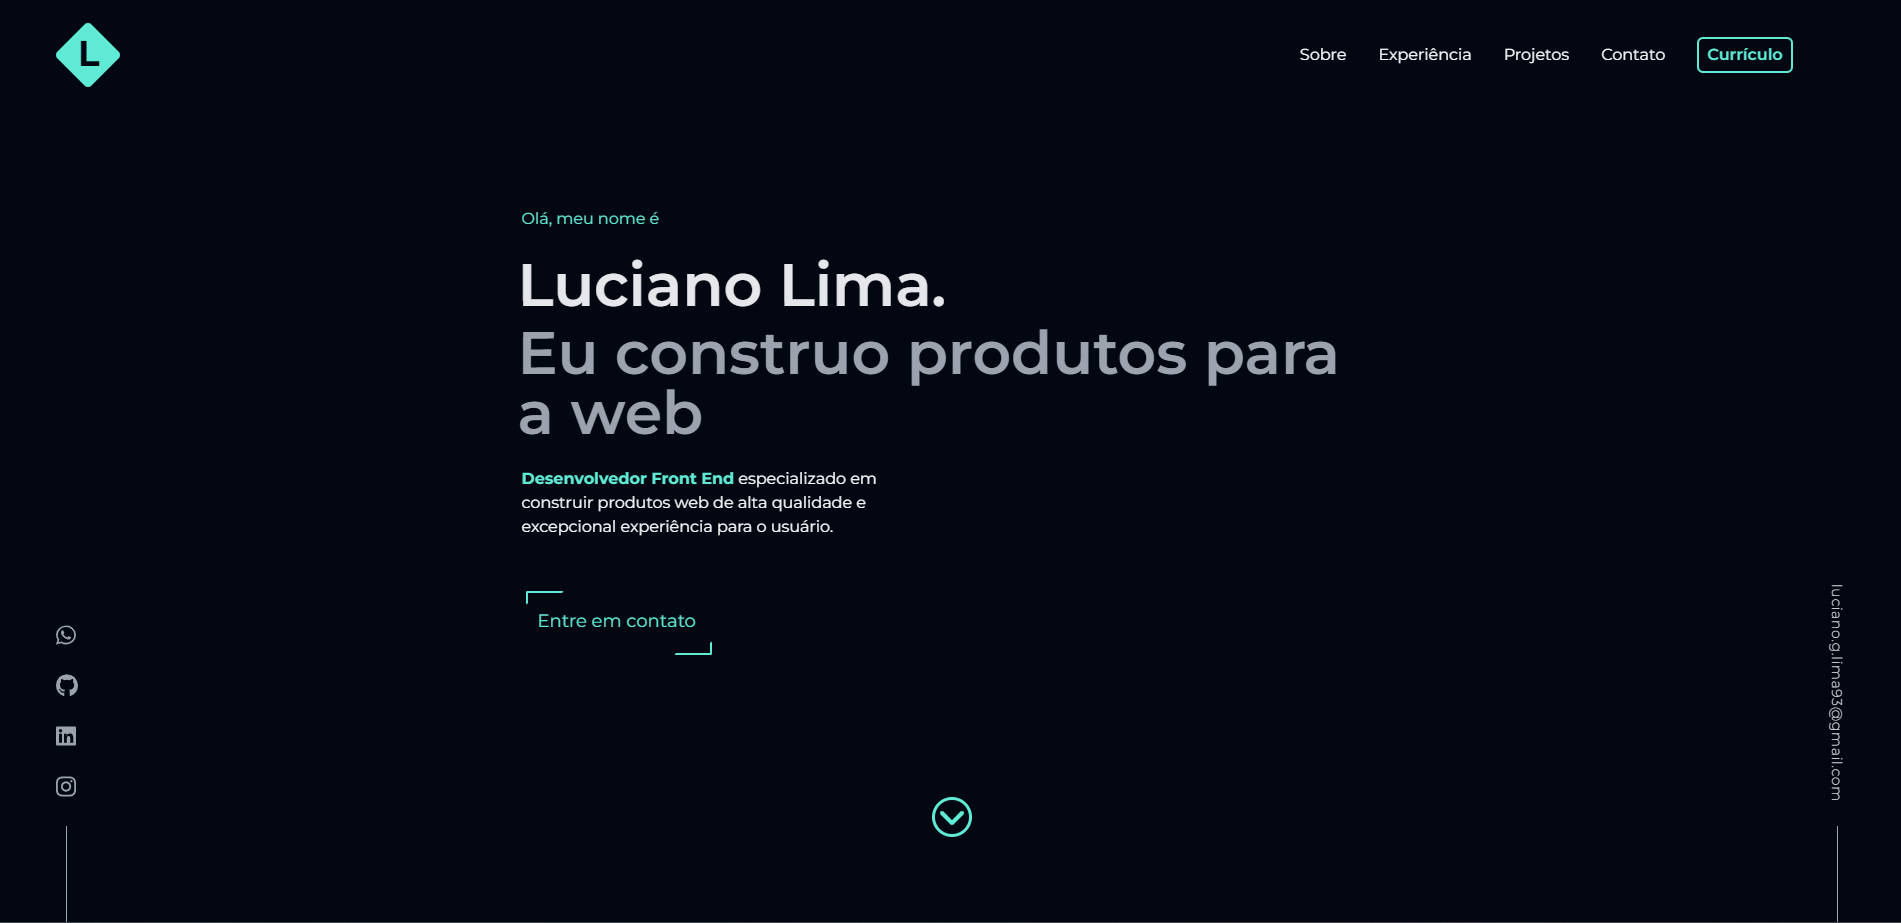 L
Sobre
Experiência
Projetos
Contato
Currículo
Olá, meu nome é
Luciano Lima.
Eu construo produtos para
a web
Desenvolvedor Front End especializado em
construir produtos web de alta qualidade e
excepcional experiência para o usuário.
Entre em contato
luciano.g.lima93@gmail.com